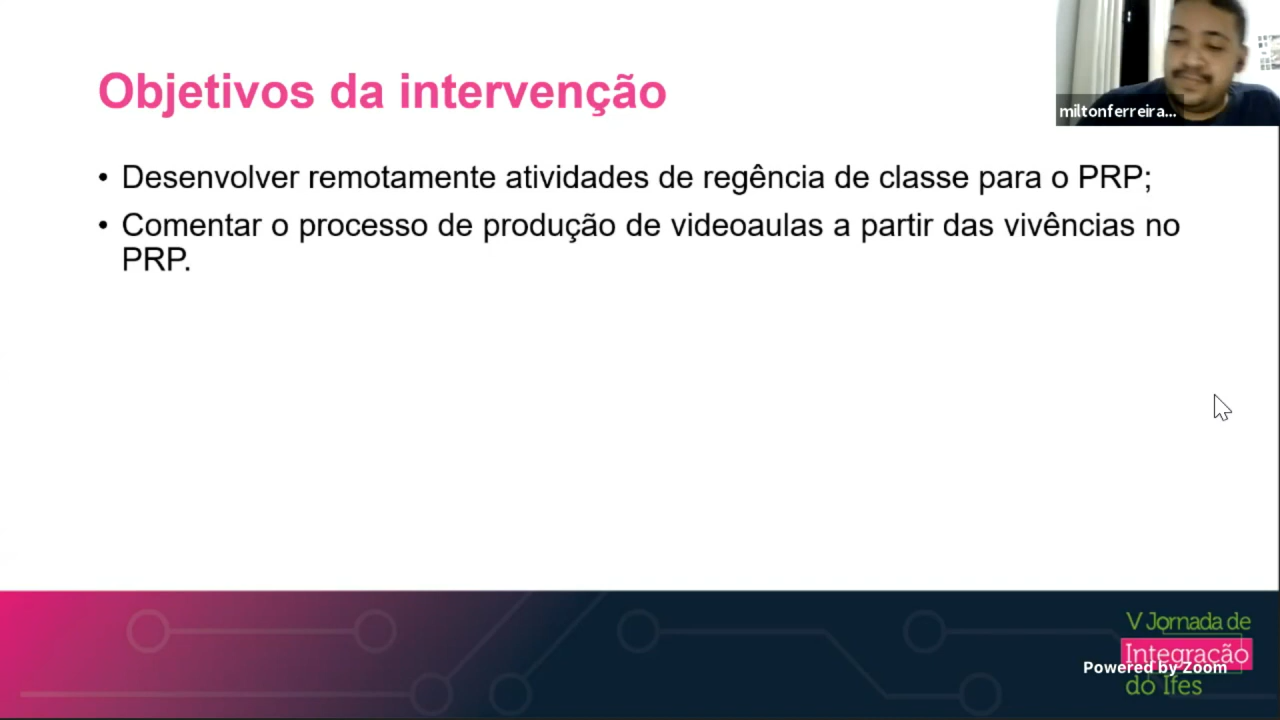 Objetivos da intervenção
miltonferreira...
• Desenvolver remotamente atividades de regência de classe para o PRP;
• Comentar o processo de produção de videoaulas a partir das vivências no
PRP.
V Jornada de
Integração
Powered by Zoom
do Ifes